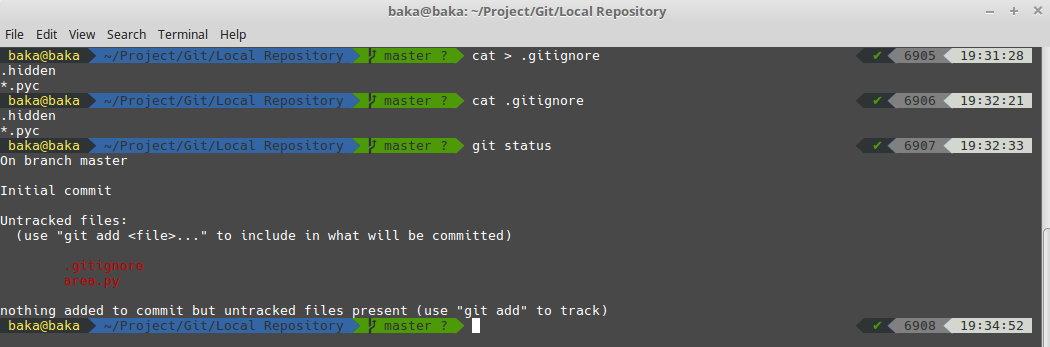 baka@baka: ~/Project/Git/Local Repository
File Edit View Search Terminal Help
baka@baka ~/Project/Git/Local Repository master ? cat > .gitignore ✔ 6905 19:31:28
.hidden
*.pyc
baka@baka ~/Project/Git/Local Repository master ? cat .gitignore ✔ 6906 19:32:21
.hidden
*.pyc
baka@baka ~/Project/Git/Local Repository master ? git status ✔ 6907 19:32:33
On branch master
Initial commit
Untracked files:
(use "git add <file>..." to include in what will be committed)
.gitignore
area.py
nothing added to commit but untracked files present (use "git add" to track)
baka@baka ~/Project/Git/Local Repository master ? ✔ 6908 19:34:52